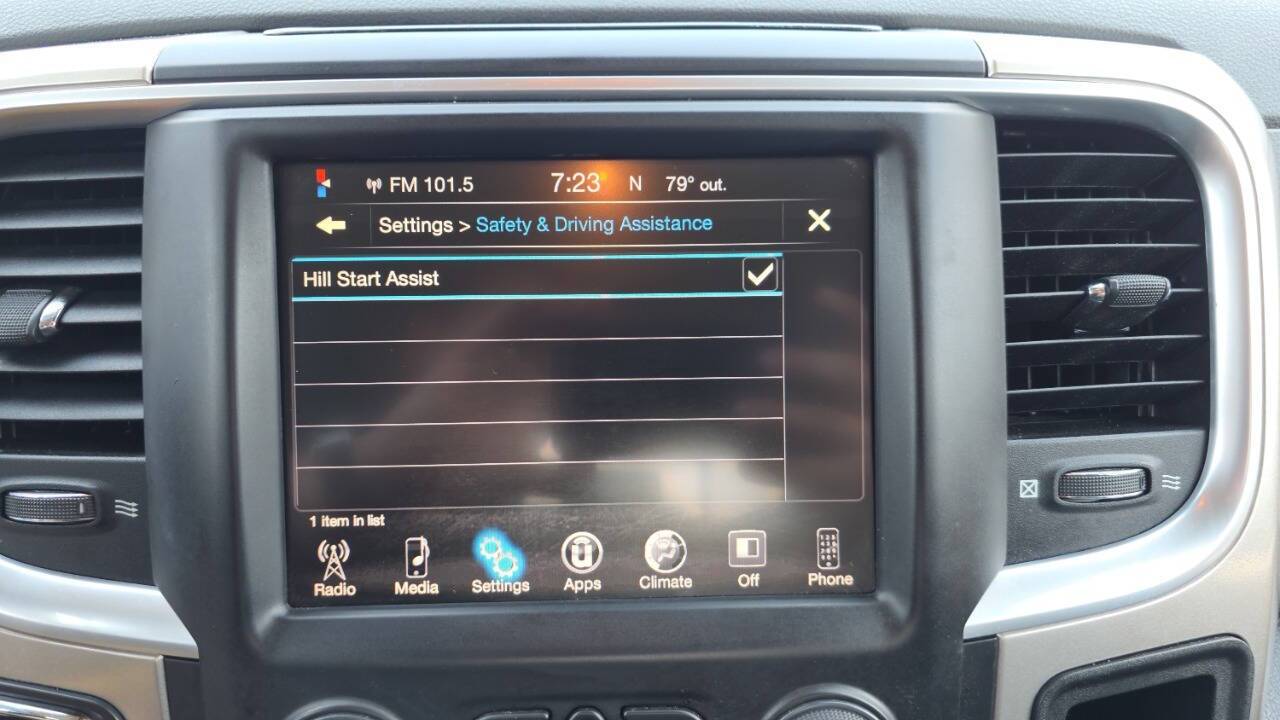 FM 101.5 7:23 N 79° out.
Settings > Safety & Driving Assistance
Hill Start Assist
1 item in list
Radio Media Settings Apps Climate Off Phone